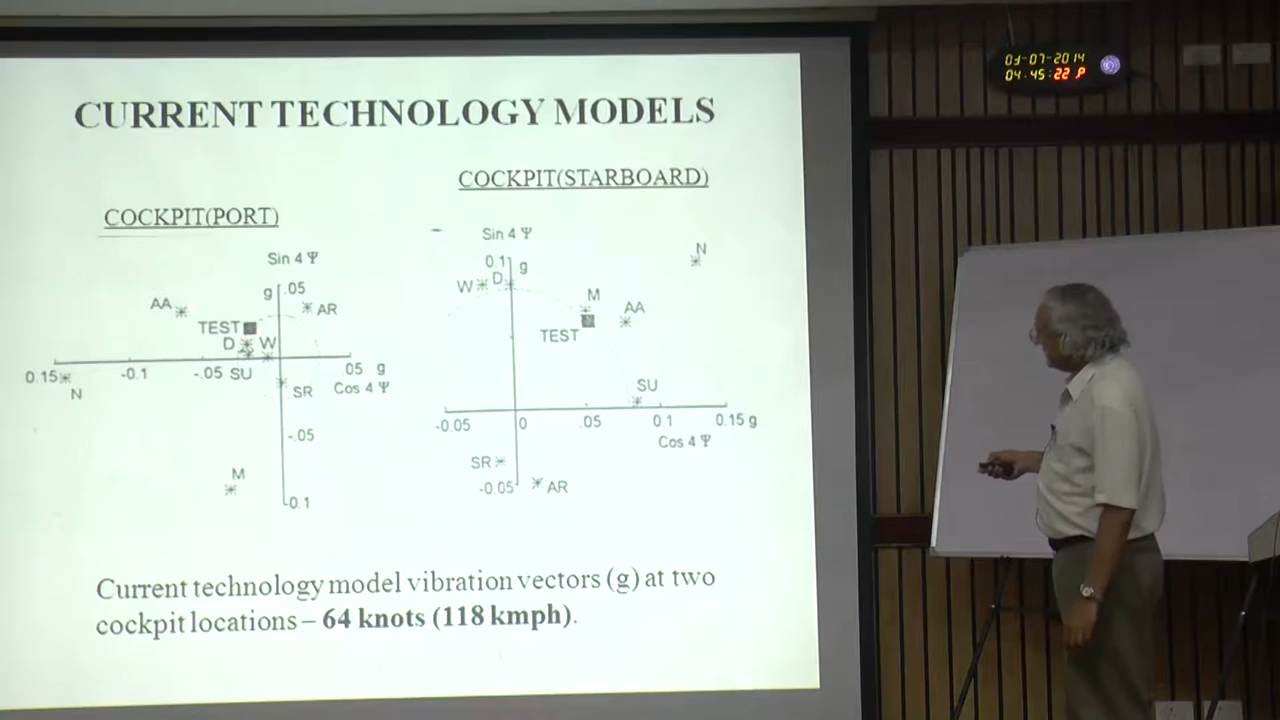 03-07-2014
04.45:22 P
CURRENT TECHNOLOGY MODELS
COCKPIT(PORT)
Sin 4 Ψ
g .05
AA
AR
TEST
D W
0.15 -0.1 -.05 SU .05 g
Cos 4 Ψ
N
SR
-.05
M
-0.1
COCKPIT(STARBOARD)
Sin 4 Ψ
0.1 g
N
W D
M
AA
TEST
SU
-0.05 0 .05 0.1 0.15 g
Cos 4 Ψ
SR
-0.05 AR
Current technology model vibration vectors (g) at two
cockpit locations – 64 knots (118 kmph).